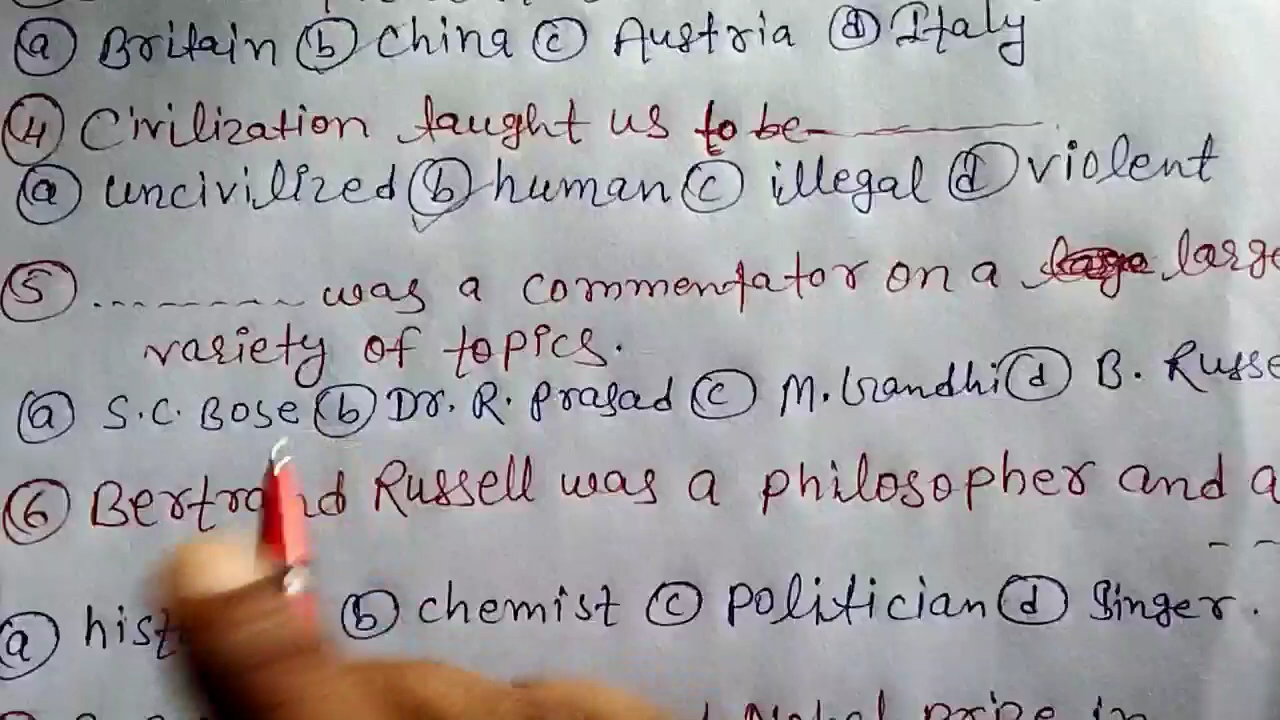 ⓐ Britain ⓑ China ⓒ Austria ⓓ Italy
④ Civilization taught us to be- ________
ⓐ uncivilized ⓑ human ⓒ illegal ⓓ violent
⑤ --------- was a commentator on a large
variety of topics.
ⓐ S.C. Bose ⓑ Dr. R. Prasad ⓒ M. Gandhi ⓓ B. Russe
⑥ Bertrand Russell was a philosopher and a
ⓐ hist ⓑ chemist ⓒ politician ⓓ Singer.
Nobel prize in